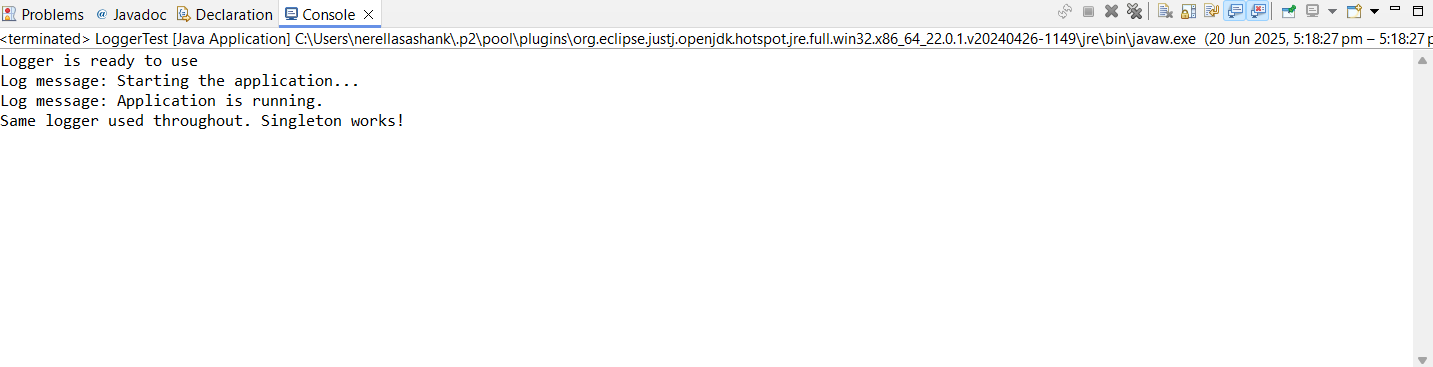 Problems @ Javadoc Declaration Console
<terminated> LoggerTest [Java Application] C:\Users\nerellasashank\.p2\pool\plugins\org.eclipse.justj.openjdk.hotspot.jre.full.win32.x86_64_22.0.1.v20240426-1149\jre\bin\javaw.exe (20 Jun 2025, 5:18:27 pm – 5:18:27 p
Logger is ready to use
Log message: Starting the application...
Log message: Application is running.
Same logger used throughout. Singleton works!